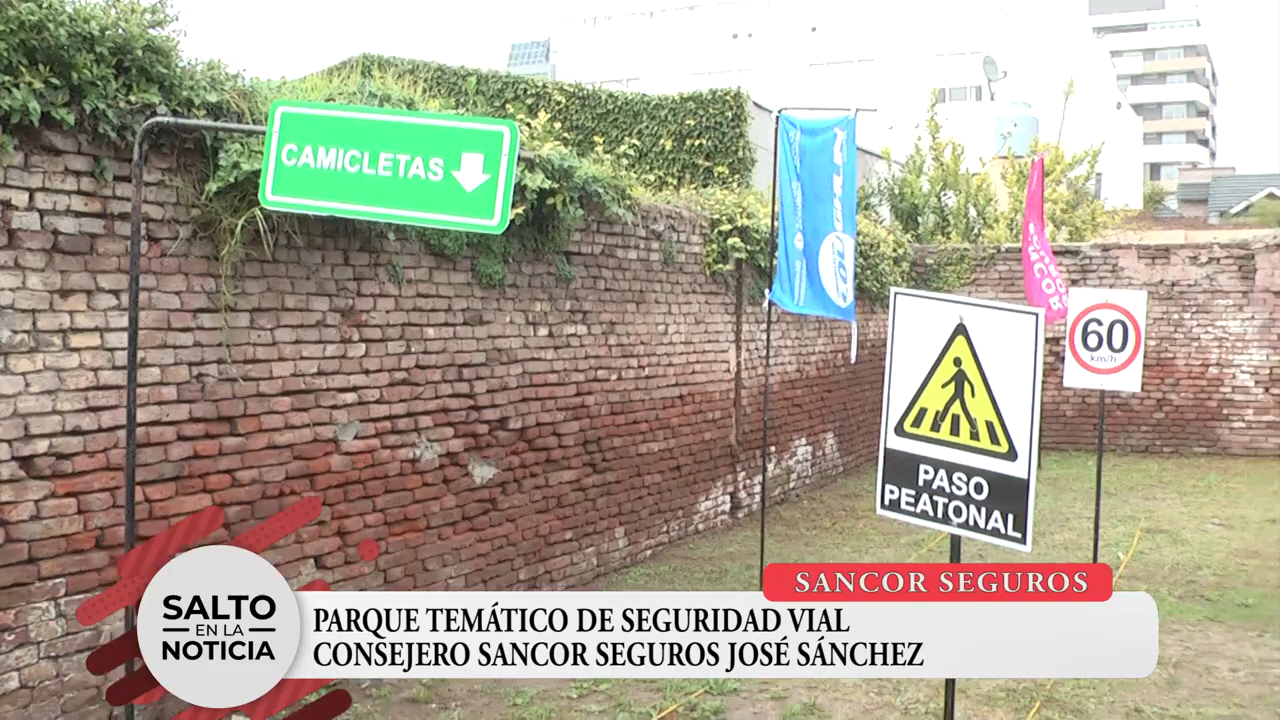 CAMICLETAS
60
km/h
PASO
PEATONAL
SANCOR SEGUROS
SALTO
EN LA
NOTICIA
PARQUE TEMÁTICO DE SEGURIDAD VIAL
CONSEJERO SANCOR SEGUROS JOSÉ SÁNCHEZ